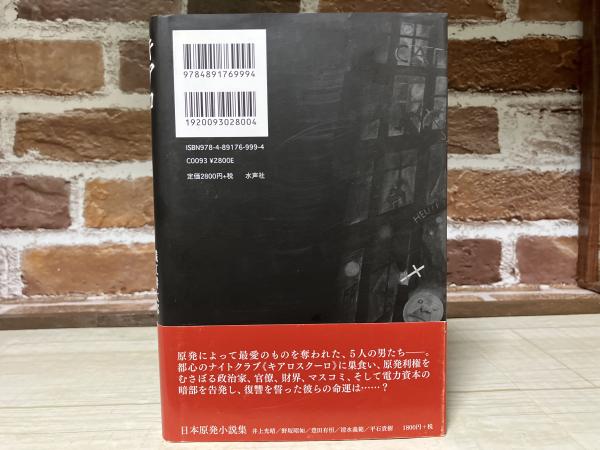 CAF
9784891769994
1920093028004
ISBN978-4-89176-999-4
C0093 ¥2800E
定価2800円+税 水声社
HEUT
原発によって最愛のものを奪われた、5人の男たち──。
都心のナイトクラブ《キアロスクーロ》に巣食い、原発利権を
むさぼる政治家、官僚、財界、マスコミ、そして電力資本の
暗部を告発し、復讐を誓った彼らの命運は……?
日本原発小説集 井上光晴/野坂昭如/豊田有恒/清水義範/平石貴樹 1800円+税